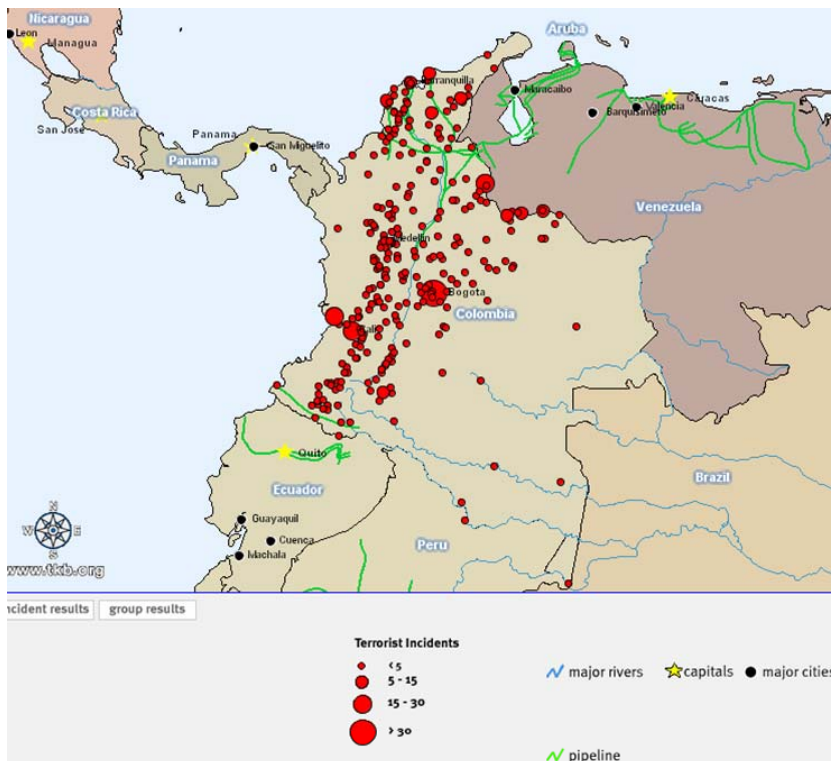 Nicaragua
Leon
Managua
Aruba
Barranquilla
Maracaibo
Caracas
Valencia
Barquisimeto
Costa Rica
San José
Panama
San Miguelito
Panama
Venezuela
Medellin
Bogota
Colombia
Cali
Quito
Brazil
Ecuador
N
W E
S
Guayaquil
Cuenca
Machala
Peru
www.tkb.org
incident results group results
Terrorist Incidents
< 5
5 - 15
15 - 30
> 30
major rivers capitals major cities
pipeline